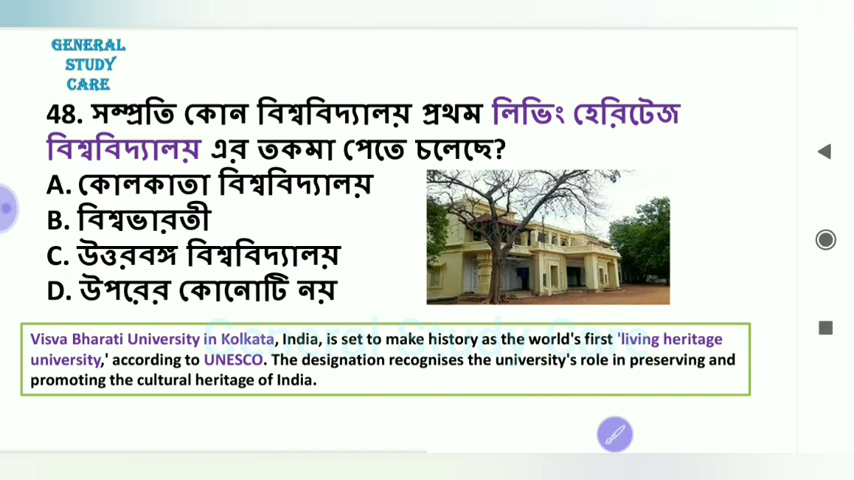 GENERAL
STUDY
CARE
48. সম্প্রতি কোন বিশ্ববিদ্যালয় প্রথম লিভিং হেরিটেজ
বিশ্ববিদ্যালয় এর তকমা পেতে চলেছে?
A. কোলকাতা বিশ্ববিদ্যালয়
B. বিশ্বভারতী
C. উত্তরবঙ্গ বিশ্ববিদ্যালয়
D. উপরের কোনোটি নয়
General Study Care
Visva Bharati University in Kolkata, India, is set to make history as the world's first 'living heritage
university,' according to UNESCO. The designation recognises the university's role in preserving and
promoting the cultural heritage of India.